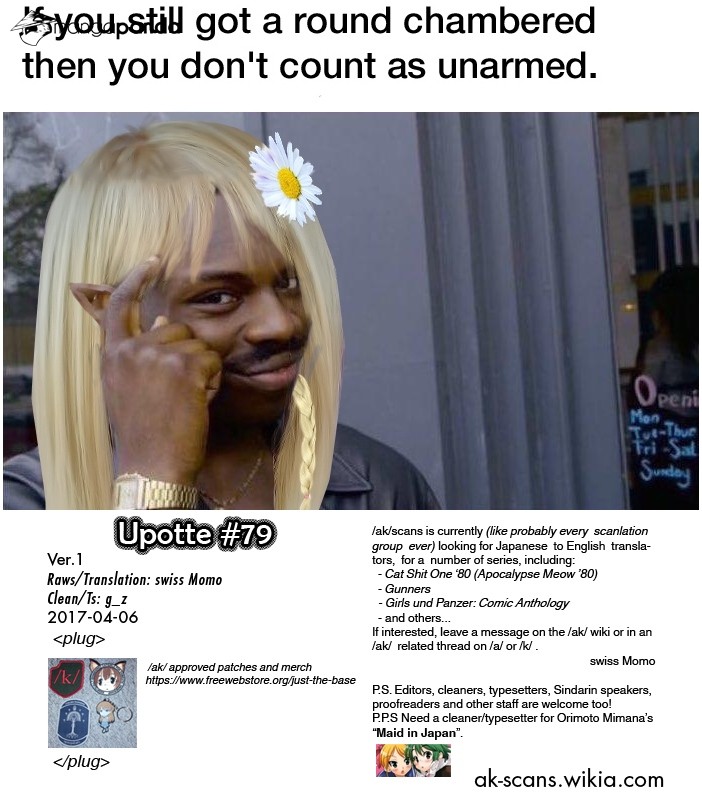 If you still got a round chambered
mangapanda
then you don't count as unarmed.
Openi
Mon
Tue-Thur
Fri -Sat
Sunday
Upotte #79
Ver.1
Raws/Translation: swiss Momo
Clean/Ts: g_z
2017-04-06
<plug>
/k/
/ak/ approved patches and merch
https://www.freewebstore.org/just-the-base
</plug>
/ak/scans is currently (like probably every scanlation
group ever) looking for Japanese to English transla-
tors, for a number of series, including:
- Cat Shit One '80 (Apocalypse Meow '80)
- Gunners
- Girls und Panzer: Comic Anthology
- and others...
If interested, leave a message on the /ak/ wiki or in an
/ak/ related thread on /a/ or /k/ .
swiss Momo
P.S. Editors, cleaners, typesetters, Sindarin speakers,
proofreaders and other staff are welcome too!
P.P.S Need a cleaner/typesetter for Orimoto Mimana's
"Maid in Japan".
ak-scans.wikia.com